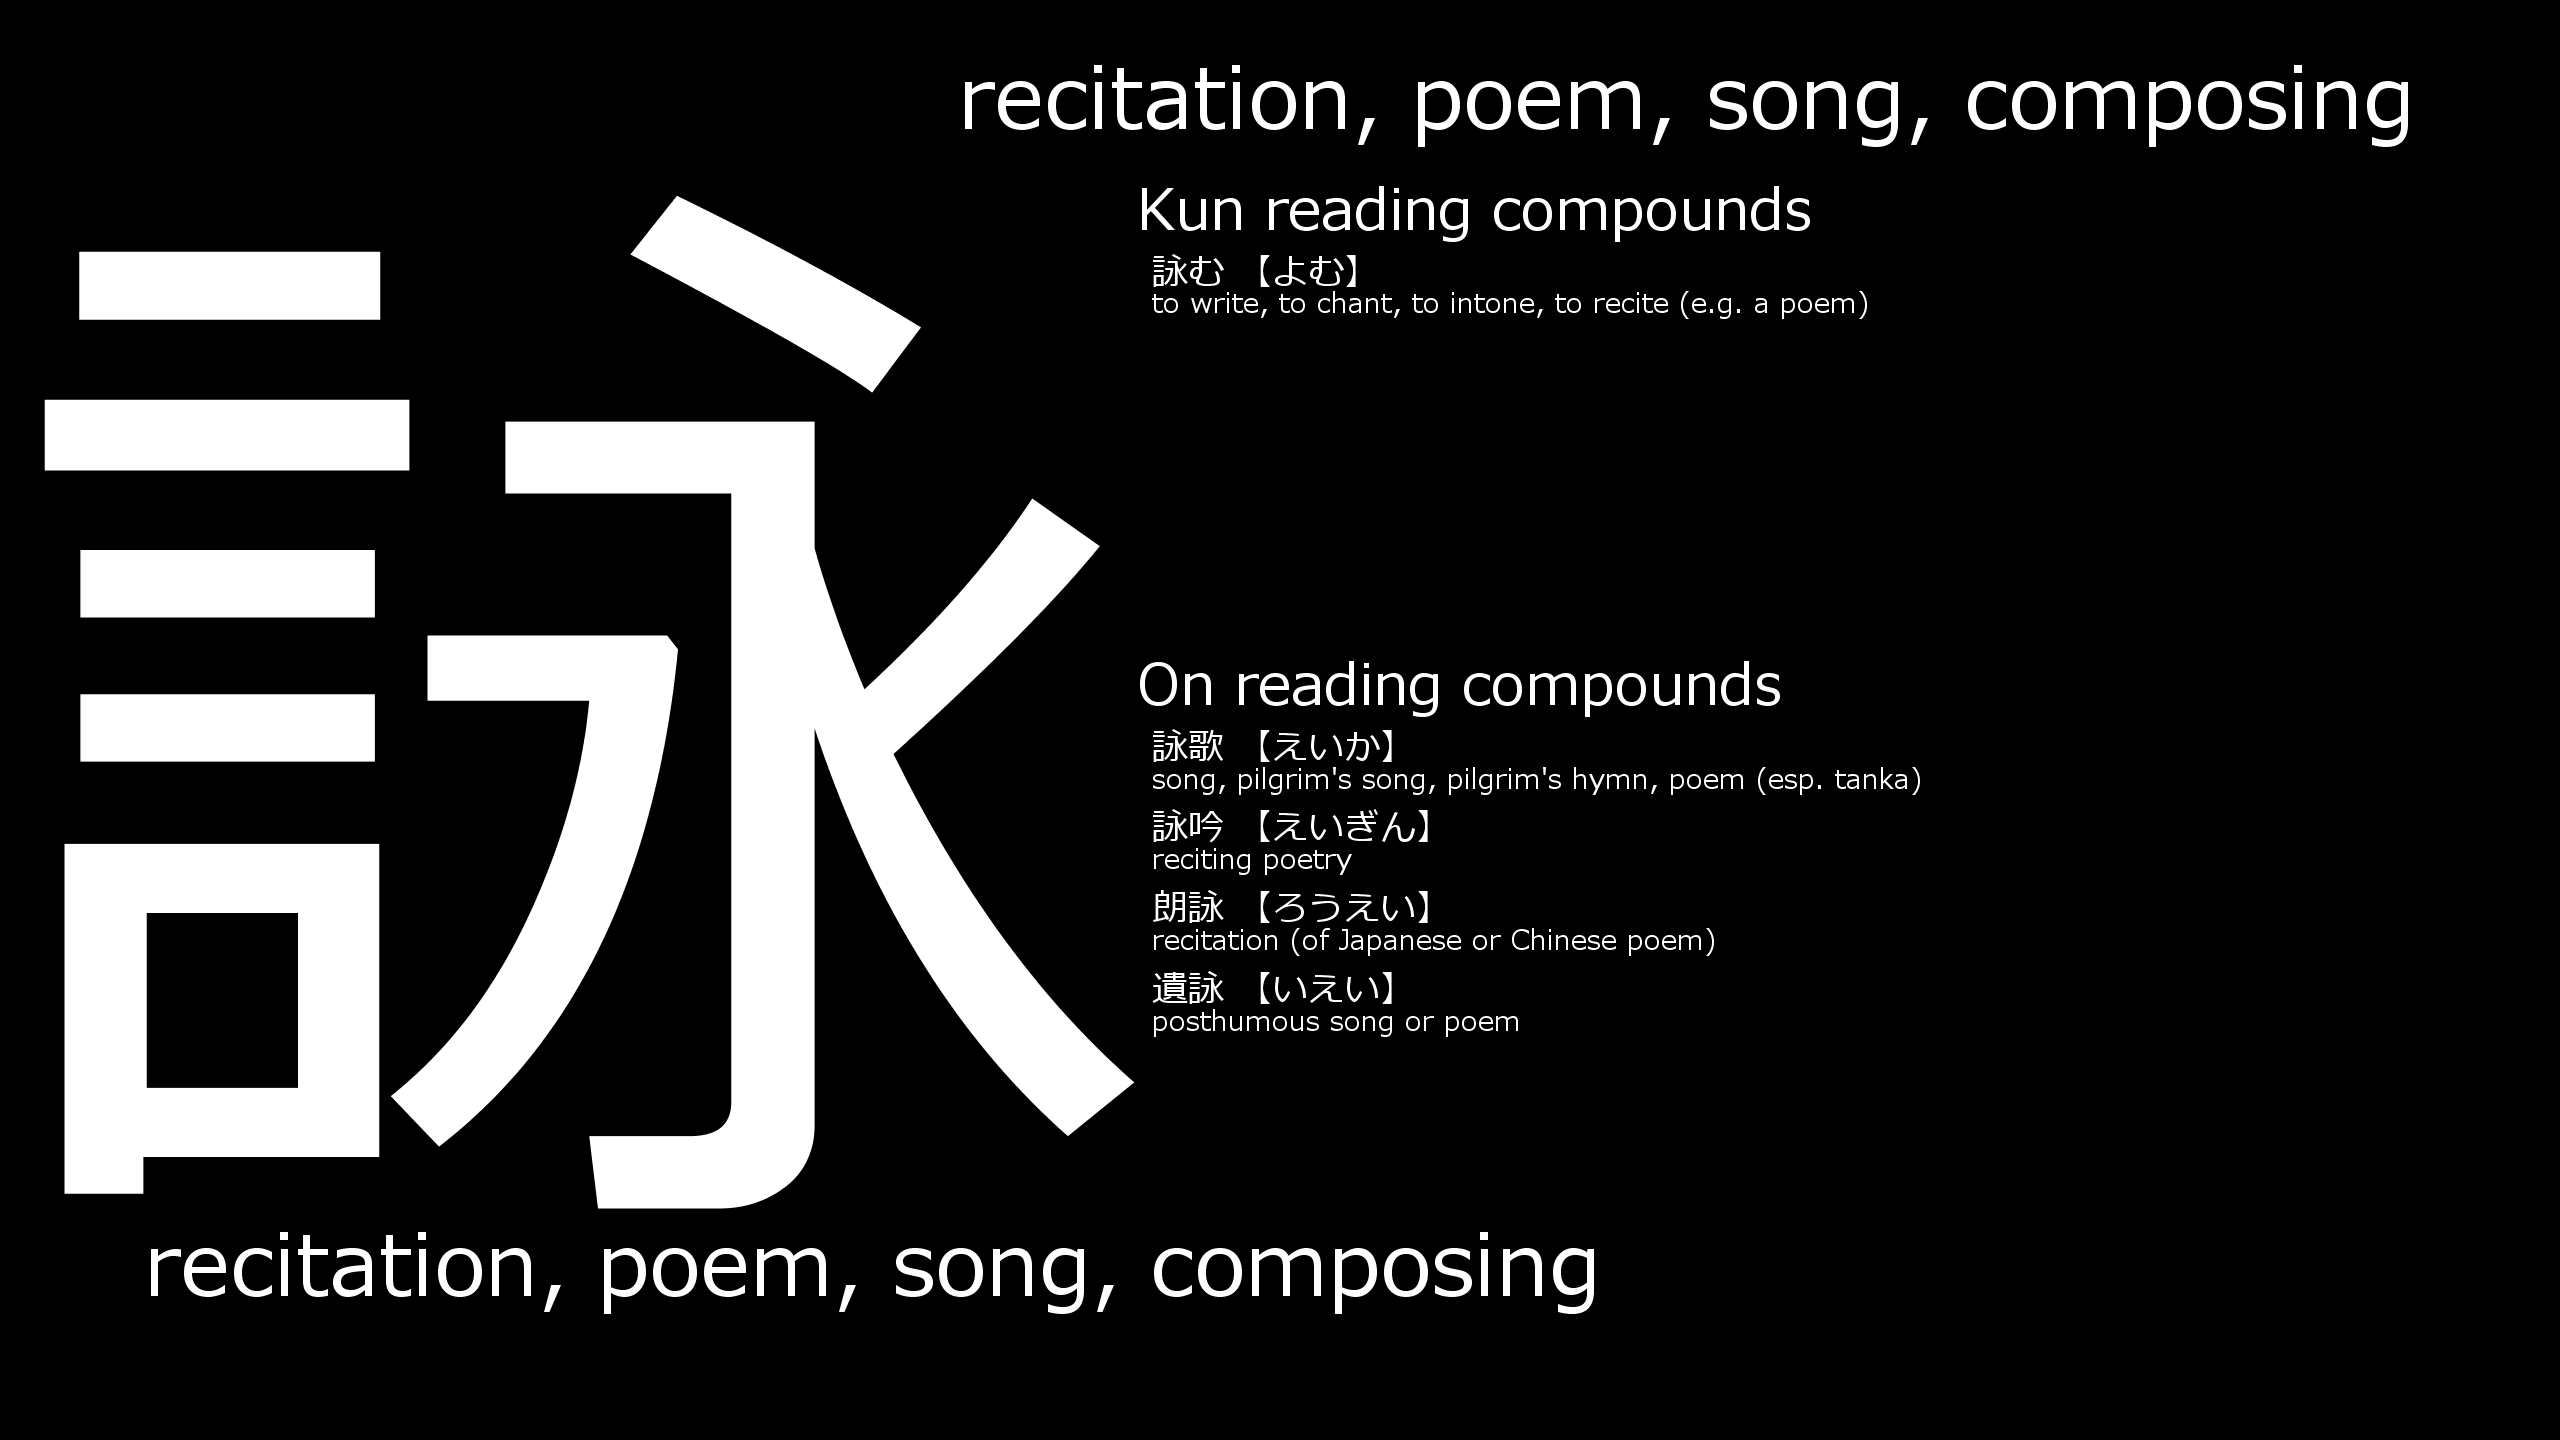 recitation, poem, song, composing
詠
Kun reading compounds
詠む 【よむ】
to write, to chant, to intone, to recite (e.g. a poem)
On reading compounds
詠歌 【えいか】
song, pilgrim's song, pilgrim's hymn, poem (esp. tanka)
詠吟 【えいぎん】
reciting poetry
朗詠 【ろうえい】
recitation (of Japanese or Chinese poem)
遺詠 【いえい】
posthumous song or poem
recitation, poem, song, composing